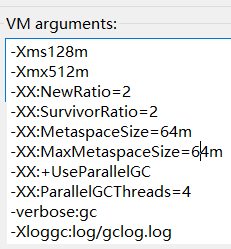 VM arguments:
-Xms128m
-Xmx512m
-XX:NewRatio=2
-XX:SurvivorRatio=2
-XX:MetaspaceSize=64m
-XX:MaxMetaspaceSize=64m
-XX:+UseParallelGC
-XX:ParallelGCThreads=4
-verbose:gc
-Xloggc:log/gclog.log